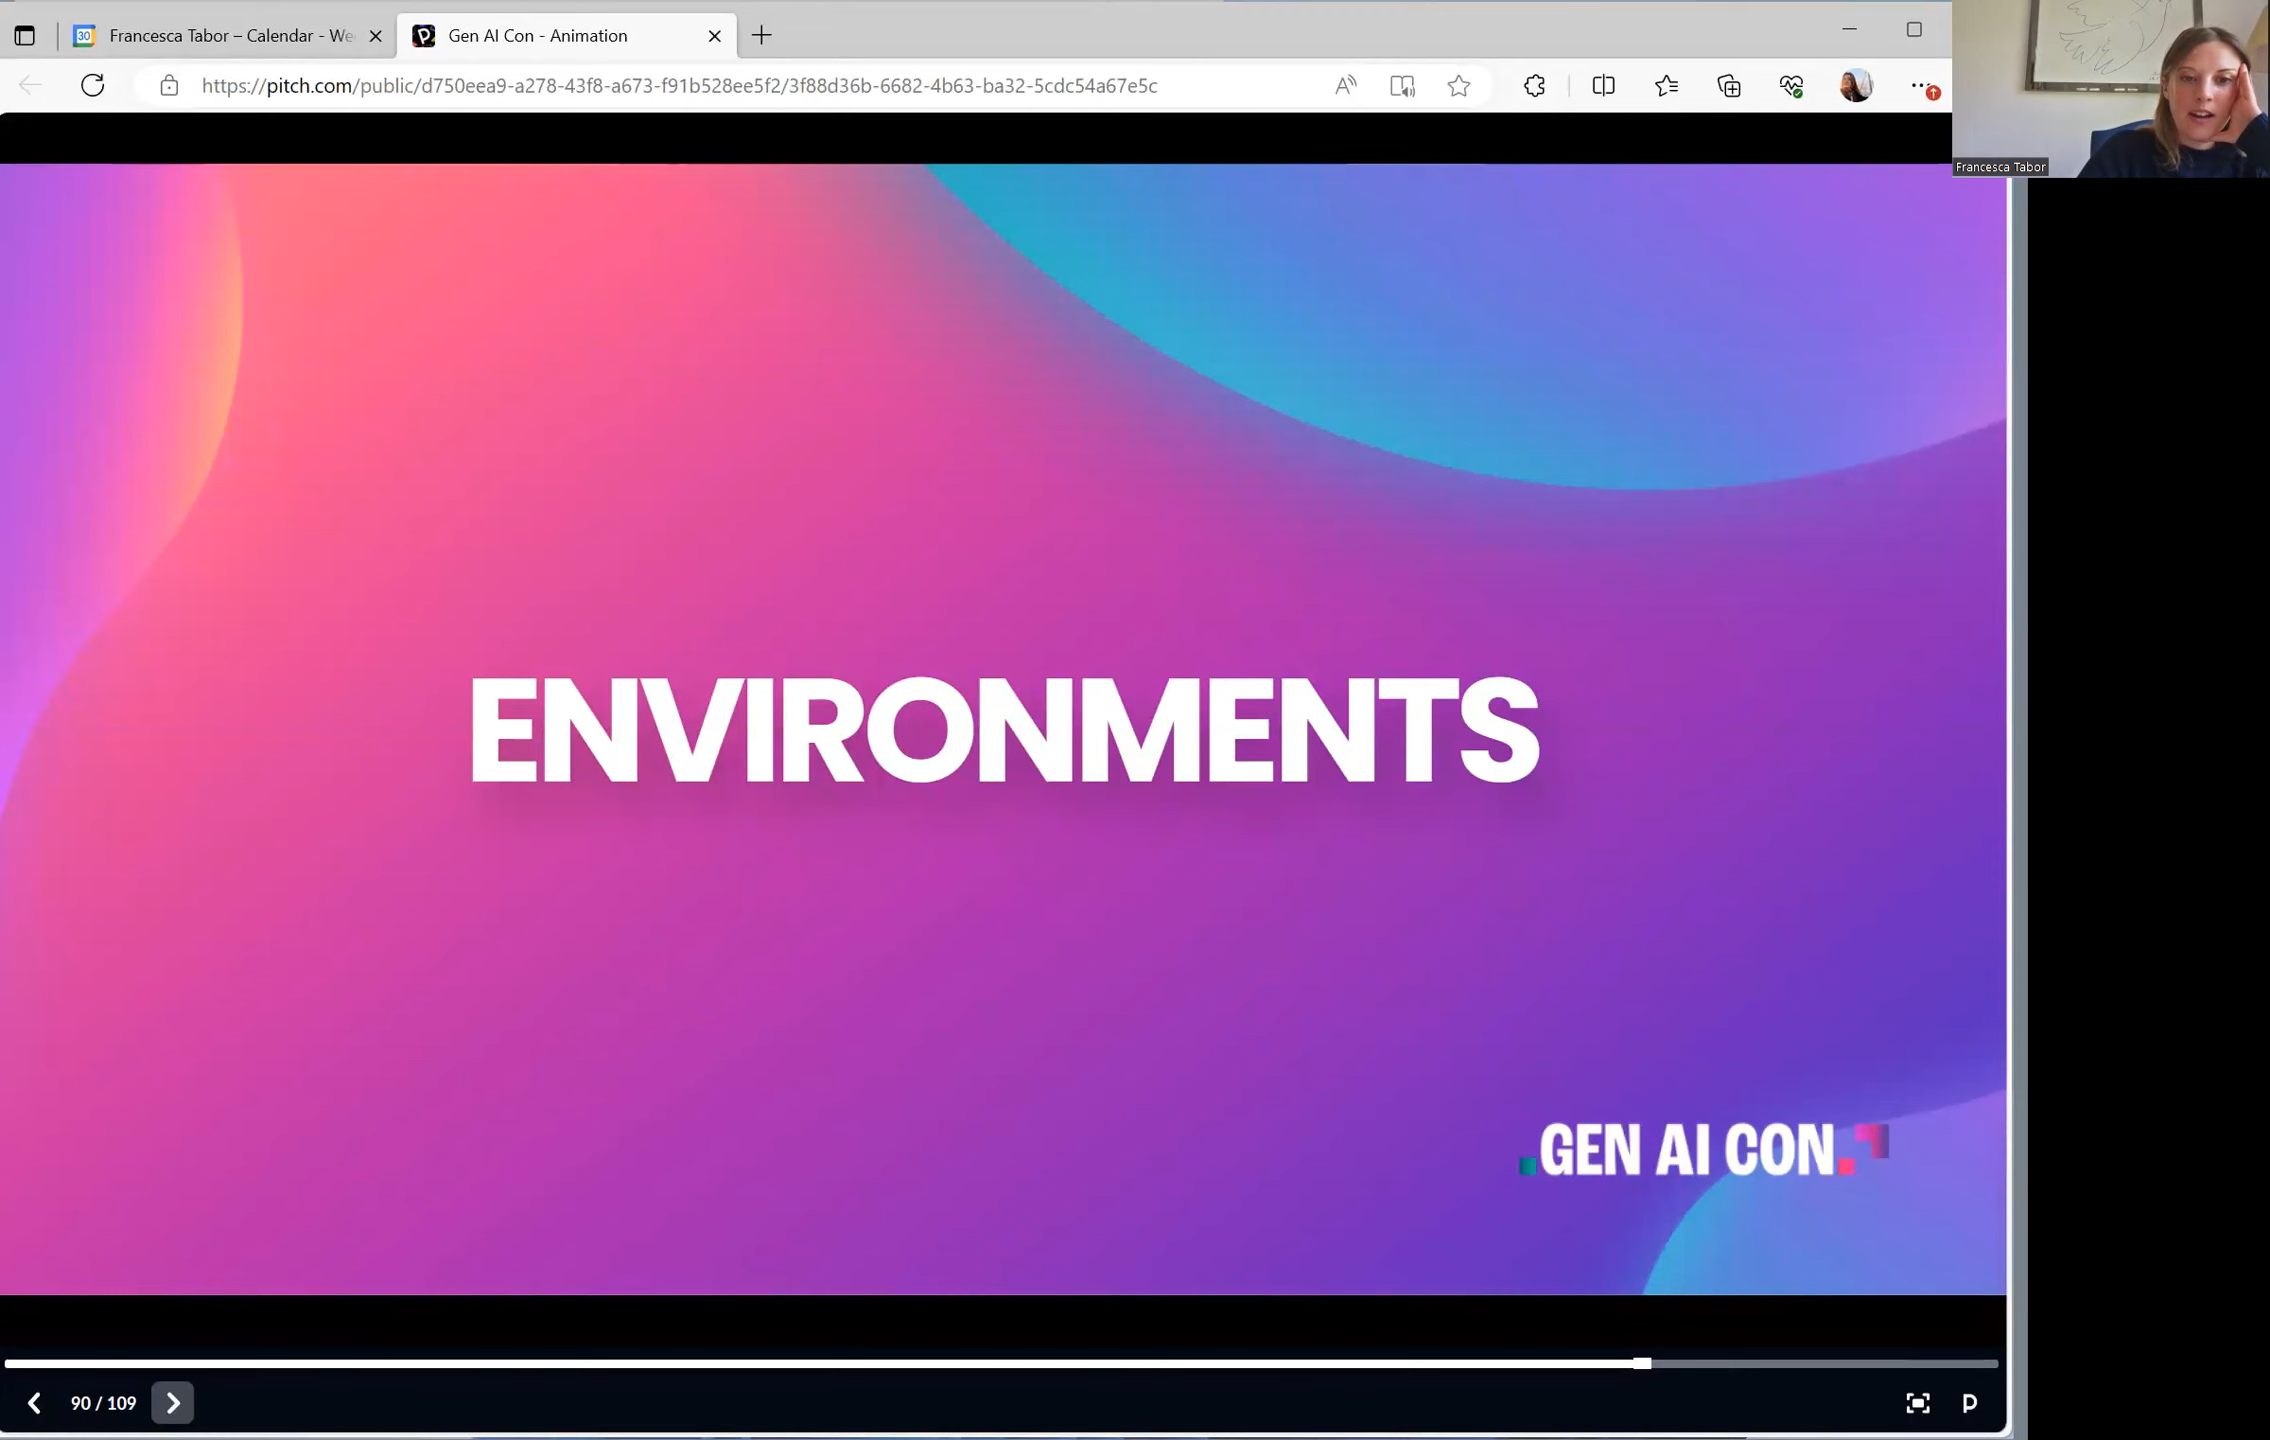 30 Francesca Tabor – Calendar - We
Gen AI Con - Animation
https://pitch.com/public/d750eea9-a278-43f8-a673-f91b528ee5f2/3f88d36b-6682-4b63-ba32-5cdc54a67e5c
Francesca Tabor
ENVIRONMENTS
GEN AI CON
90 / 109